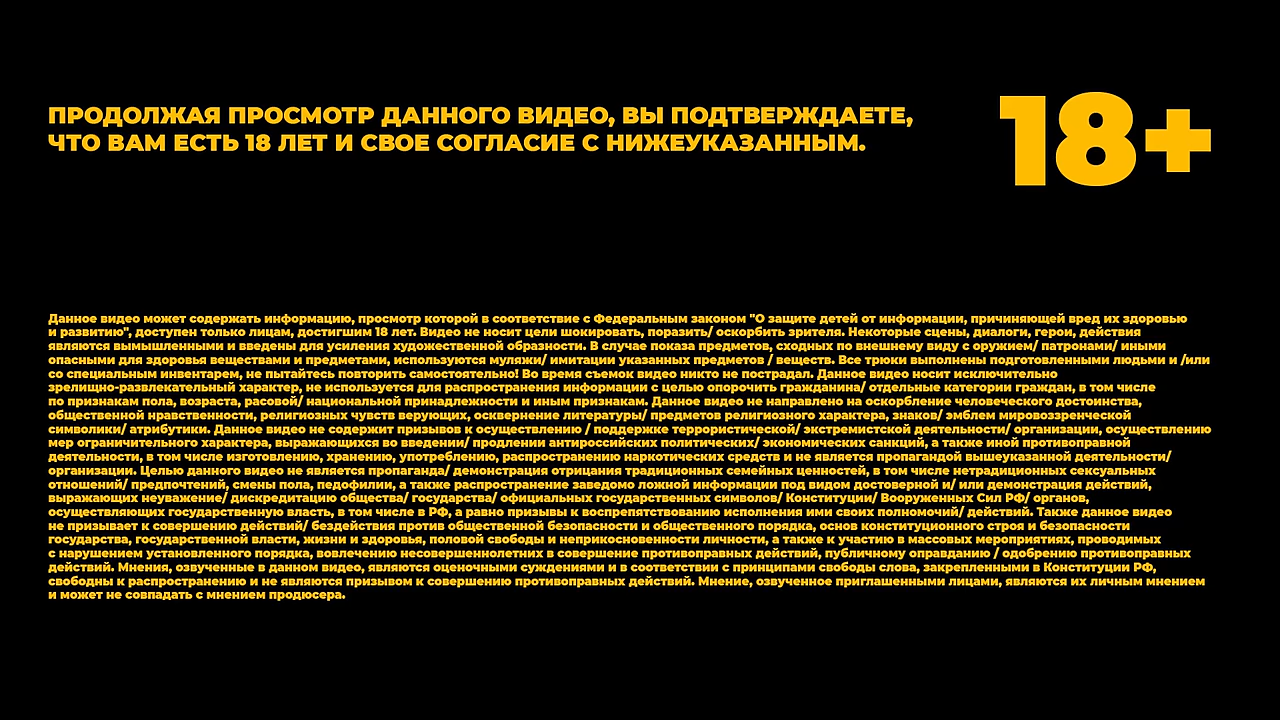 ПРОДОЛЖАЯ ПРОСМОТР ДАННОГО ВИДЕО, ВЫ ПОДТВЕРЖДАЕТЕ,
ЧТО ВАМ ЕСТЬ 18 ЛЕТ И СВОЕ СОГЛАСИЕ С НИЖЕУКАЗАННЫМ.
18+
Данное видео может содержать информацию, просмотр которой в соответствие с Федеральным законом "О защите детей от информации, причиняющей вред их здоровью
и развитию", доступен только лицам, достигшим 18 лет. Видео не носит цели шокировать, поразить/ оскорбить зрителя. Некоторые сцены, диалоги, герои, действия
являются вымышленными и введены для усиления художественной образности. В случае показа предметов, сходных по внешнему виду с оружием/ патронами/ иными
опасными для здоровья веществами и предметами, используются муляжи/ имитации указанных предметов / веществ. Все трюки выполнены подготовленными людьми и /или
со специальным инвентарем, не пытайтесь повторить самостоятельно! Во время съемок видео никто не пострадал. Данное видео носит исключительно
зрелищно-развлекательный характер, не используется для распространения информации с целью опорочить гражданина/ отдельные категории граждан, в том числе
по признакам пола, возраста, расовой/ национальной принадлежности и иным признакам. Данное видео не направлено на оскорбление человеческого достоинства,
общественной нравственности, религиозных чувств верующих, осквернение литературы/ предметов религиозного характера, знаков/ эмблем мировоззренческой
символики/ атрибутики. Данное видео не содержит призывов к осуществлению / поддержке террористической/ экстремистской деятельности/ организации, осуществлению
мер ограничительного характера, выражающихся во введении/ продлении антироссийских политических/ экономических санкций, а также иной противоправной
деятельности, в том числе изготовлению, хранению, употреблению, распространению наркотических средств и не является пропагандой вышеуказанной деятельности/
организации. Целью данного видео не является пропаганда/ демонстрация отрицания традиционных семейных ценностей, в том числе нетрадиционных сексуальных
отношений/ предпочтений, смены пола, педофилии, а также распространение заведомо ложной информации под видом достоверной и/ или демонстрация действий,
выражающих неуважение/ дискредитацию общества/ государства/ официальных государственных символов/ Конституции/ Вооруженных Сил РФ/ органов,
осуществляющих государственную власть, в том числе в РФ, а равно призывы к воспрепятствованию исполнения ими своих полномочий/ действий. Также данное видео
не призывает к совершению действий/ бездействия против общественной безопасности и общественного порядка, основ конституционного строя и безопасности
государства, государственной власти, жизни и здоровья, половой свободы и неприкосновенности личности, а также к участию в массовых мероприятиях, проводимых
с нарушением установленного порядка, вовлечению несовершеннолетних в совершение противоправных действий, публичному оправданию / одобрению противоправных
действий. Мнения, озвученные в данном видео, являются оценочными суждениями и в соответствии с принципами свободы слова, закрепленными в Конституции РФ,
свободны к распространению и не являются призывом к совершению противоправных действий. Мнение, озвученное приглашенными лицами, являются их личным мнением
и может не совпадать с мнением продюсера.